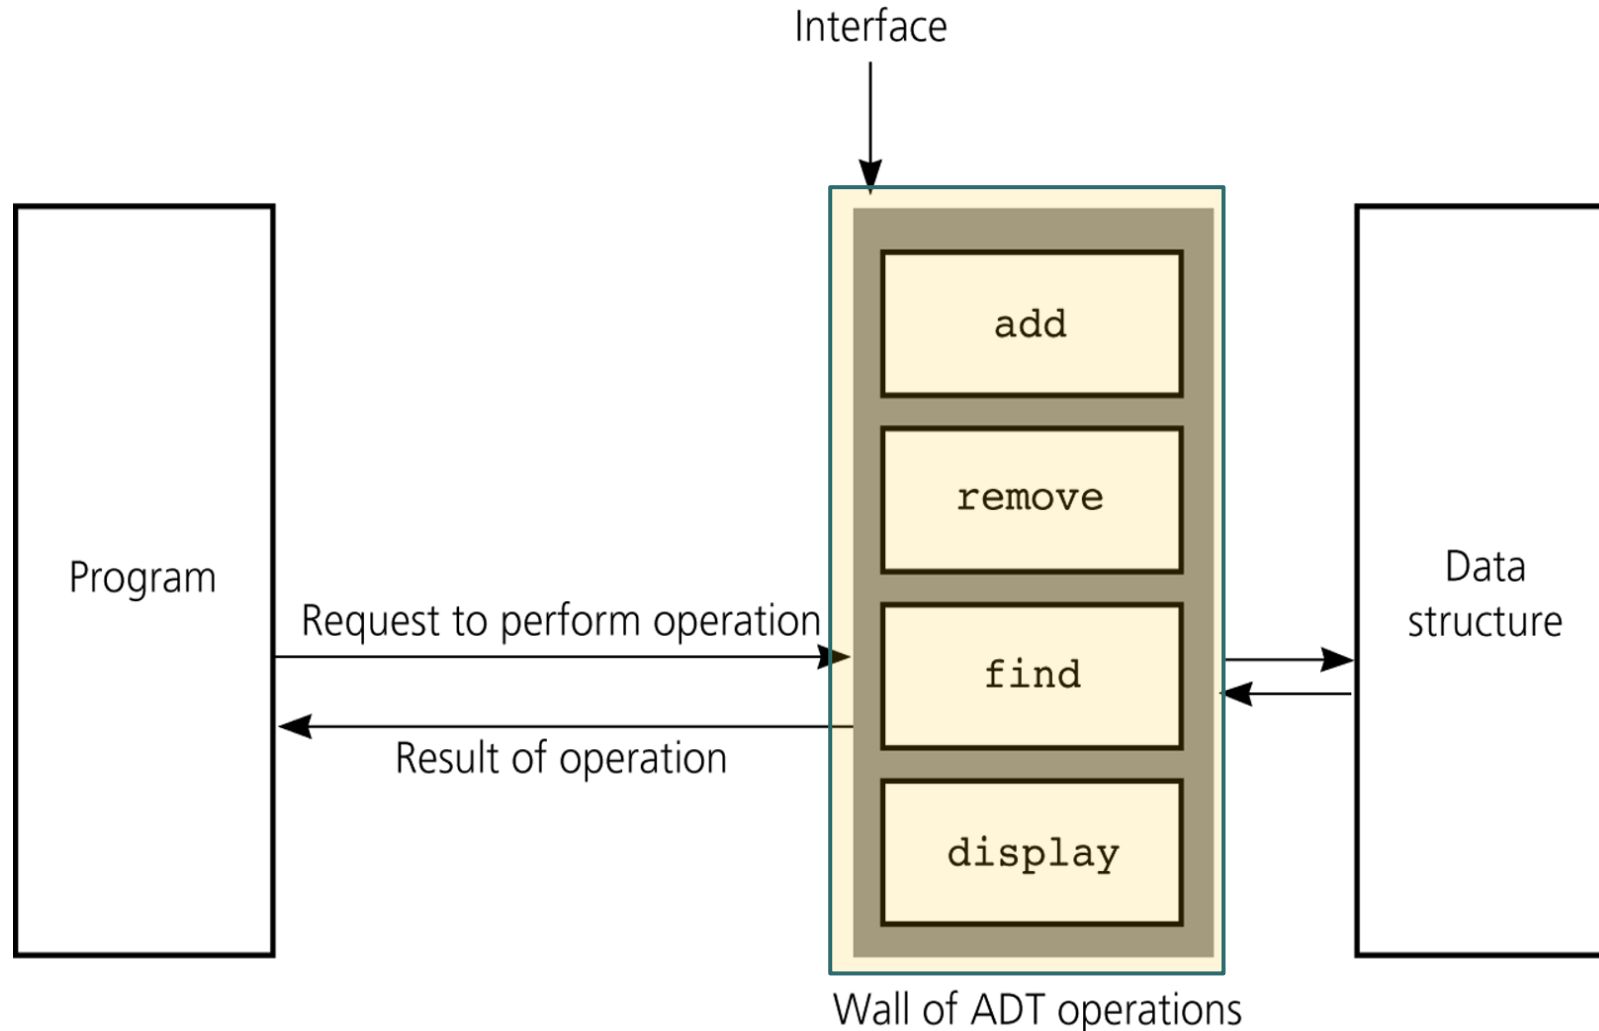 Interface
add
remove
Program
Request to perform operation
find
Data
structure
Result of operation
display
Wall of ADT operations